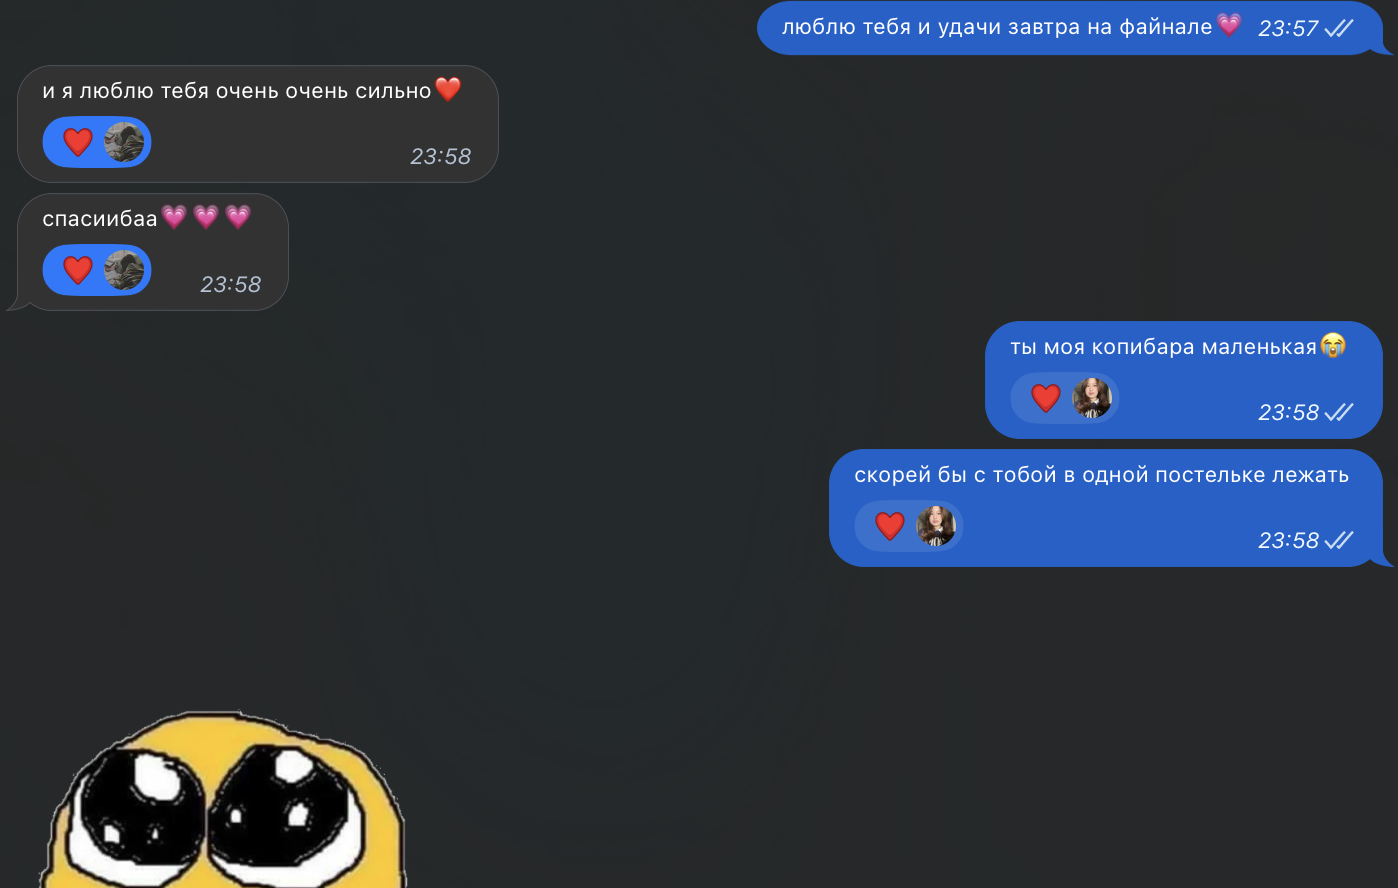 люблю тебя и удачи завтра на файнале💗 23:57
и я люблю тебя очень очень сильно❤️
23:58
спасиибаа💗💗💗
23:58
ты моя копибара маленькая😭
23:58
скорей бы с тобой в одной постельке лежать
23:58